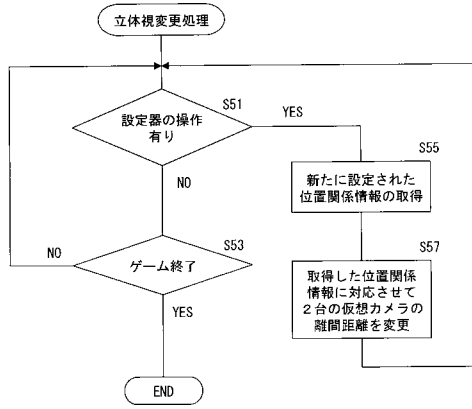 立体視変更処理
S51
設定器の操作
有り
YES
NO
S55
新たに設定された
位置関係情報の取得
S53
ゲーム終了
NO
YES
S57
取得した位置関係
情報に対応させて
2台の仮想カメラの
離間距離を変更
END